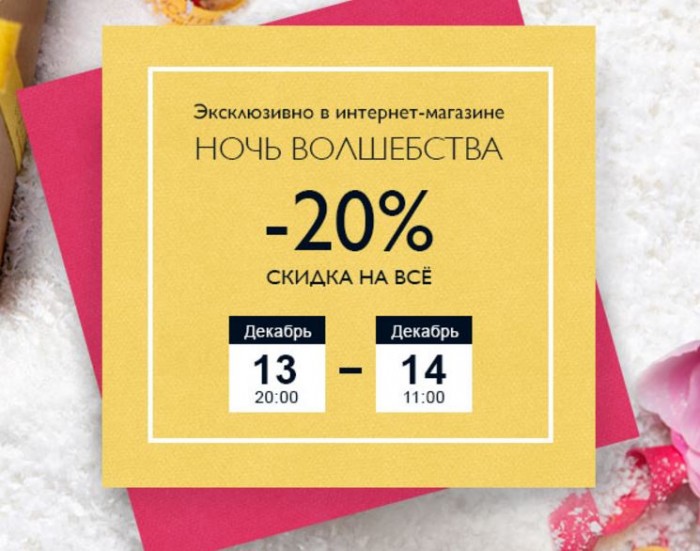 Эксклюзивно в интернет-магазине
НОЧЬ ВОЛШЕБСТВА
-20%
СКИДКА НА ВСЁ
Декабрь – Декабрь
13 14
20:00 11:00